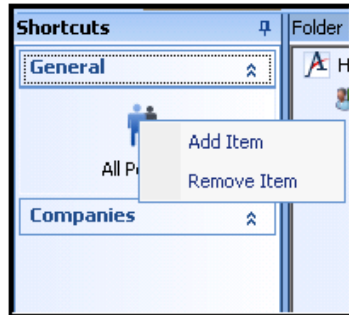 Shortcuts
Folder
General
H
Add Item
All P
Remove Item
Companies